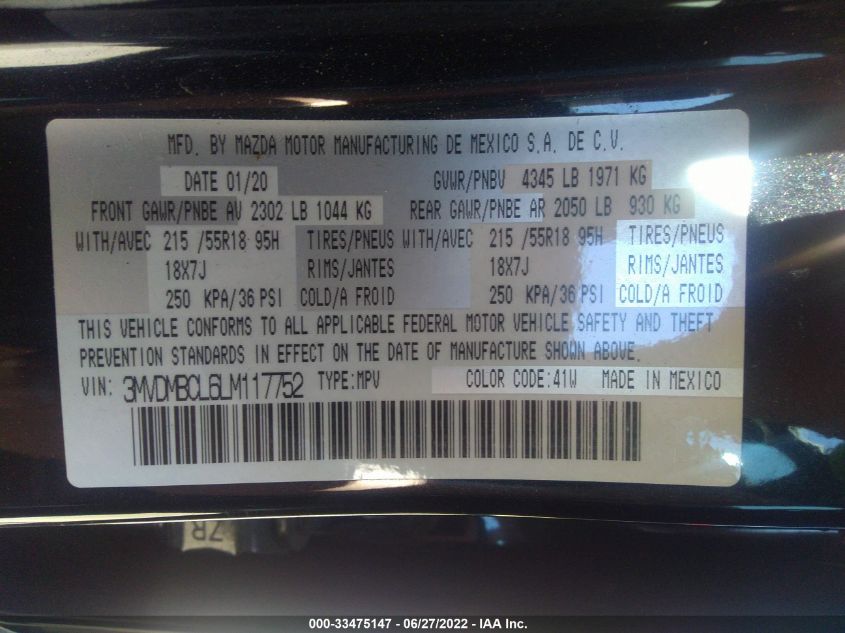 MFD. BY MAZDA MOTOR MANUFACTURING DE MEXICO S.A. DE C.V.
DATE 01/20 GVWR/PNBV 4345 LB 1971 KG
FRONT GAWR/PNBE AV 2302 LB 1044 KG REAR GAWR/PNBE AR 2050 LB 930 KG
WITH/AVEC 215 /55R18 95H TIRES/PNEUS WITH/AVEC 215 /55R18 95H TIRES/PNEUS
18X7J RIMS/JANTES 18X7J RIMS/JANTES
250 KPA/36 PSI COLD/A FROID 250 KPA/36 PSI COLD/A FROID
THIS VEHICLE CONFORMS TO ALL APPLICABLE FEDERAL MOTOR VEHICLE SAFETY AND THEFT
PREVENTION STANDARDS IN EFFECT ON THE DATE OF MANUFACTURE SHOWN ABOVE.
VIN: 3MVDMBCL6LM117752 TYPE:MPV COLOR CODE:41W MADE IN MEXICO
7R
000-33475147 - 06/27/2022 - IAA Inc.